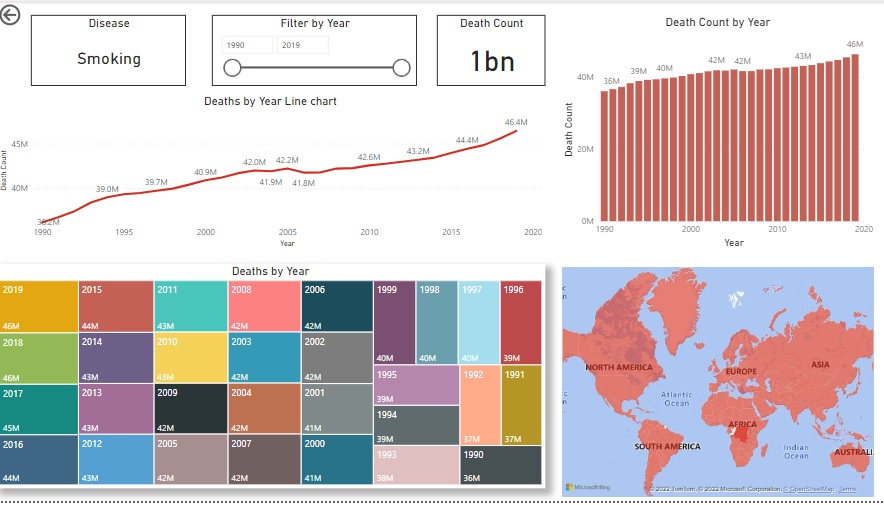 Disease
Smoking
Filter by Year
1990
2019
Death Count
1bn
Deaths by Year Line chart
Death Count
45M
40M
36.2M
39.0M
39.7M
40.9M
42.0M
41.9M
42.2M
41.8M
42.6M
43.2M
44.4M
46.4M
1990
1995
2000
2005
2010
2015
2020
Year
Death Count by Year
Death Count
40M
20M
0M
36M
39M
40M
42M
42M
43M
46M
1990
2000
2010
2020
Year
Deaths by Year
2019
46M
2018
46M
2017
45M
2016
44M
2015
44M
2014
43M
2013
43M
2012
43M
2011
43M
2010
43M
2009
42M
2005
42M
2008
42M
2003
42M
2004
42M
2007
42M
2006
42M
2002
42M
2001
41M
2000
41M
1999
40M
1998
40M
1997
40M
1996
39M
1995
39M
1994
39M
1993
38M
1992
37M
1991
37M
1990
36M
NORTH AMERICA
EUROPE
ASIA
Atlantic
Ocean
AFRICA
SOUTH AMERICA
Indian
Ocean
AUSTRALI
Microsoft Bing
© 2022 TomTom, © 2022 Microsoft Corporation, © OpenStreetMap Terms